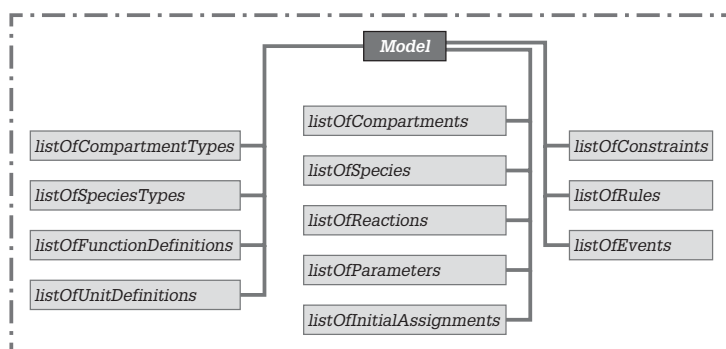 Model
listOfCompartmentTypes
listOfSpeciesTypes
listOfFunctionDefinitions
listOfUnitDefinitions
listOfCompartments
listOfSpecies
listOfReactions
listOfParameters
listOfInitialAssignments
listOfConstraints
listOfRules
listOfEvents